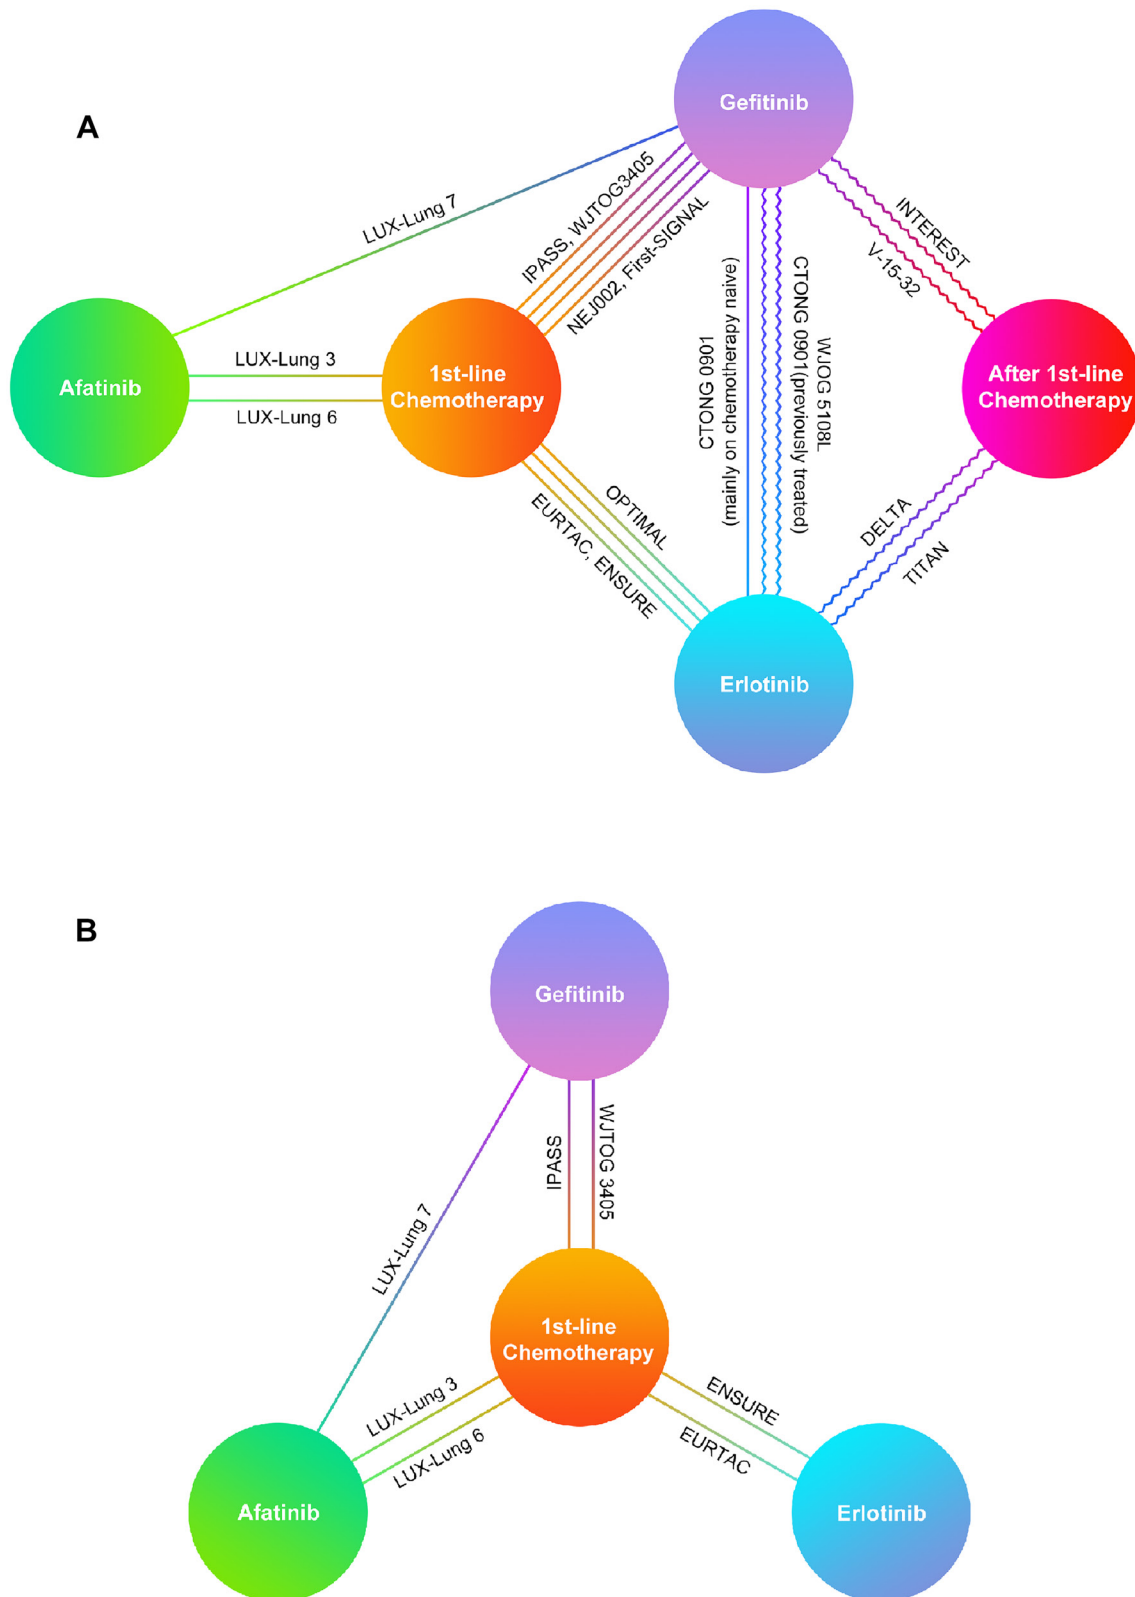 A
Gefitinib
LUX-Lung 7
IPASS, WJTOG3405
NEJ002, First-SIGNAL
INTEREST
V-15-32
CTONG 0901
(mainly on chemotherapy naive)
WJOG 5108L
CTONG 0901(previously treated)
Afatinib
LUX-Lung 3
LUX-Lung 6
1st-line
Chemotherapy
After 1st-line
Chemotherapy
OPTIMAL
EURTAC, ENSURE
DELTA
TITAN
Erlotinib
B
Gefitinib
LUX-Lung 7
IPASS
WJTOG 3405
1st-line
Chemotherapy
LUX-Lung 3
LUX-Lung 6
ENSURE
EURTAC
Afatinib
Erlotinib